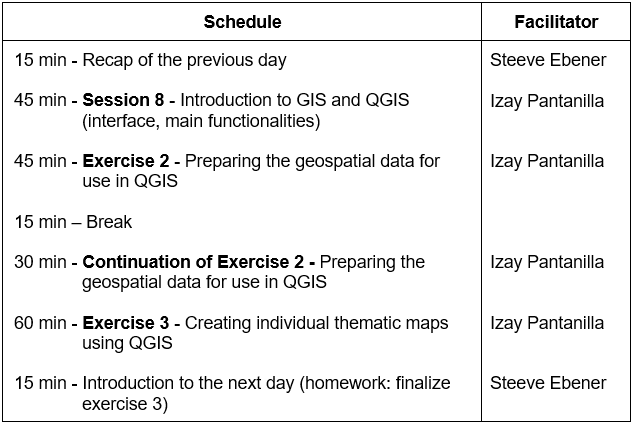 Schedule Facilitator
15 min - Recap of the previous day Steeve Ebener
45 min - Session 8 - Introduction to GIS and QGIS Izay Pantanilla
(interface, main functionalities)
45 min - Exercise 2 - Preparing the geospatial data for Izay Pantanilla
use in QGIS
15 min – Break
30 min - Continuation of Exercise 2 - Preparing the Izay Pantanilla
geospatial data for use in QGIS
60 min - Exercise 3 - Creating individual thematic maps Izay Pantanilla
using QGIS
15 min - Introduction to the next day (homework: finalize Steeve Ebener
exercise 3)